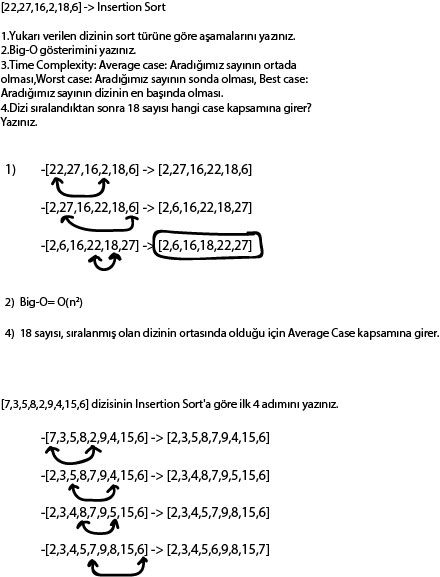 [22,27,16,2,18,6] -> Insertion Sort
1.Yukarı verilen dizinin sort türüne göre aşamalarını yazınız.
2.Big-O gösterimini yazınız.
3.Time Complexity: Average case: Aradığımız sayının ortada
olması,Worst case: Aradığımız sayının sonda olması, Best case:
Aradığımız sayının dizinin en başında olması.
4.Dizi sıralandıktan sonra 18 sayısı hangi case kapsamına girer?
Yazınız.
1) -[22,27,16,2,18,6] -> [2,27,16,22,18,6]
-[2,27,16,22,18,6] -> [2,6,16,22,18,27]
-[2,6,16,22,18,27] -> [2,6,16,18,22,27]
2) Big-O= O(n²)
4) 18 sayısı, sıralanmış olan dizinin ortasında olduğu için Average Case kapsamına girer.
[7,3,5,8,2,9,4,15,6] dizisinin Insertion Sort'a göre ilk 4 adımını yazınız.
-[7,3,5,8,2,9,4,15,6] -> [2,3,5,8,7,9,4,15,6]
-[2,3,5,8,7,9,4,15,6] -> [2,3,4,8,7,9,5,15,6]
-[2,3,4,8,7,9,5,15,6] -> [2,3,4,5,7,9,8,15,6]
-[2,3,4,5,7,9,8,15,6] -> [2,3,4,5,6,9,8,15,7]